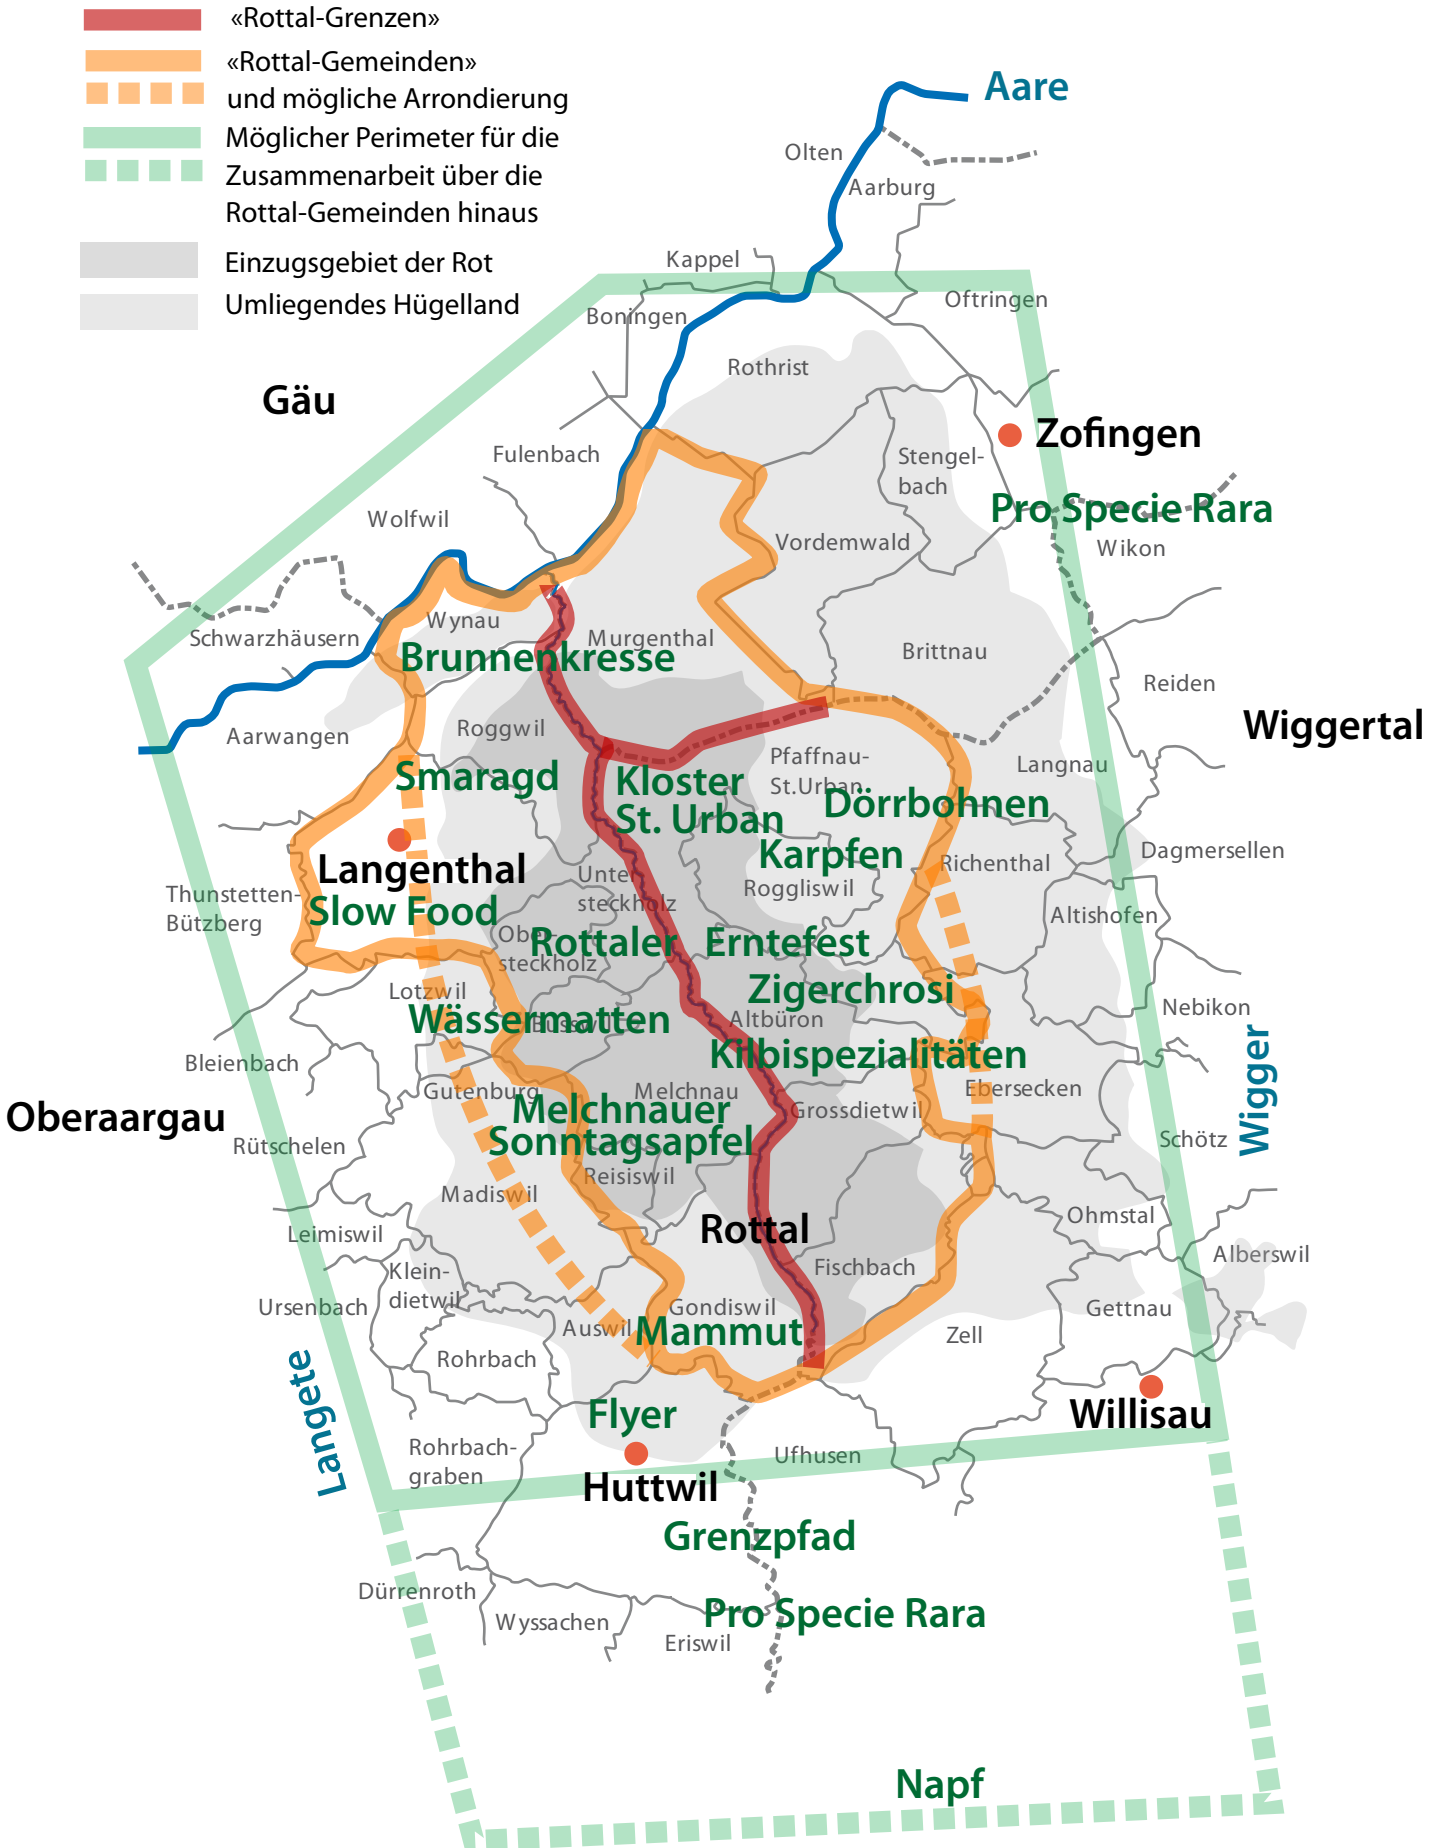 «Rottal-Grenzen»
«Rottal-Gemeinden»
und mögliche Arrondierung
Möglicher Perimeter für die
Zusammenarbeit über die
Rottal-Gemeinden hinaus
Einzugsgebiet der Rot
Umliegendes Hügelland
Aare
Olten
Aarburg
Kappel
Oftringen
Boningen
Rothrist
Gäu
Zofingen
Fulenbach
Stengel-
bach
Pro Specie Rara
Wolfwil
Vordemwald
Wikon
Wynau
Schwarzhäusern
Murgenthal
Brunnenkresse
Brittnau
Reiden
Wiggertal
Roggwil
Aarwangen
Pfaffnau-
St.Urban
Langnau
Smaragd
Kloster
St. Urban
Dörrbohnen
Karpfen
Langenthal
Richenthal
Dagmersellen
Unter
steckholz
Roggliswil
Thunstetten-
Bützberg
Slow Food
Altishofen
Ober-
steckholz
Rottaler
Erntefest
Lotzwil
Zigerchrosi
Nebikon
Wässermatten
Busswil
Altbüron
Kilbispezialitäten
Wigger
Bleienbach
Gutenburg
Melchnau
Ebersecken
Oberaargau
Melchnauer
Sonntagsapfel
Grossdietwil
Rütschelen
Schötz
Reisiswil
Madiswil
Rottal
Ohmstal
Leimiswil
Alberswil
Klein-
dietwil
Fischbach
Ursenbach
Gondiswil
Gettnau
Auswil
Mammut
Zell
Rohrbach
Langete
Flyer
Willisau
Rohrbach-
graben
Ufhusen
Huttwil
Grenzpfad
Dürrenroth
Wyssachen
Pro Specie Rara
Eriswil
Napf